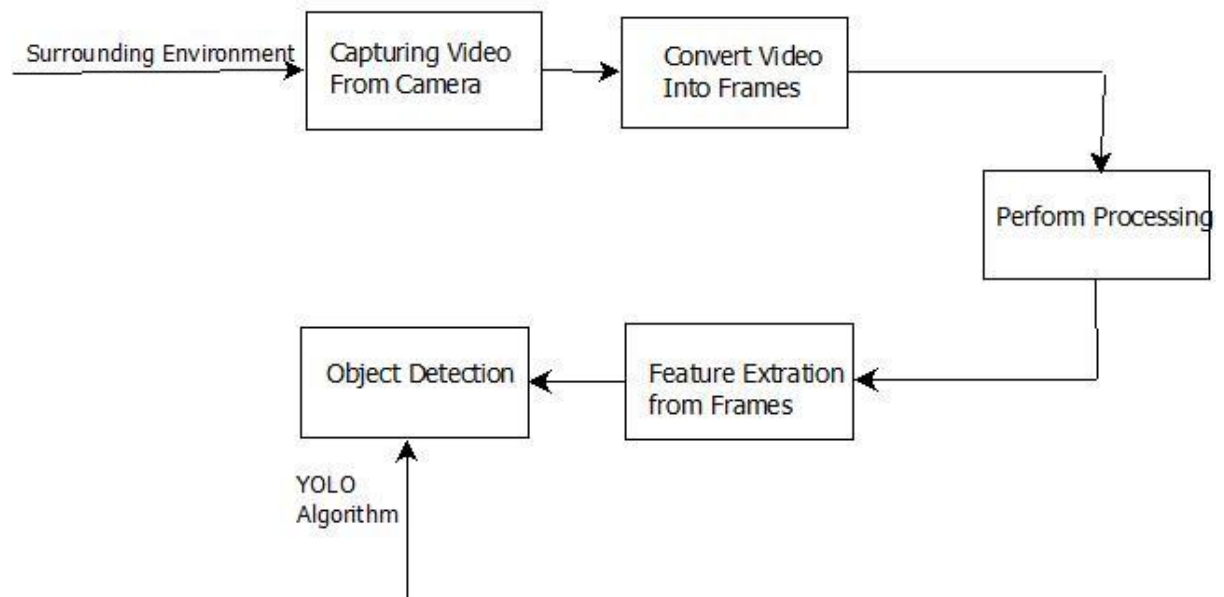 Surrounding Environment
Capturing Video
From Camera
Convert Video
Into Frames
Perform Processing
Feature Extration
from Frames
Object Detection
YOLO
Algorithm